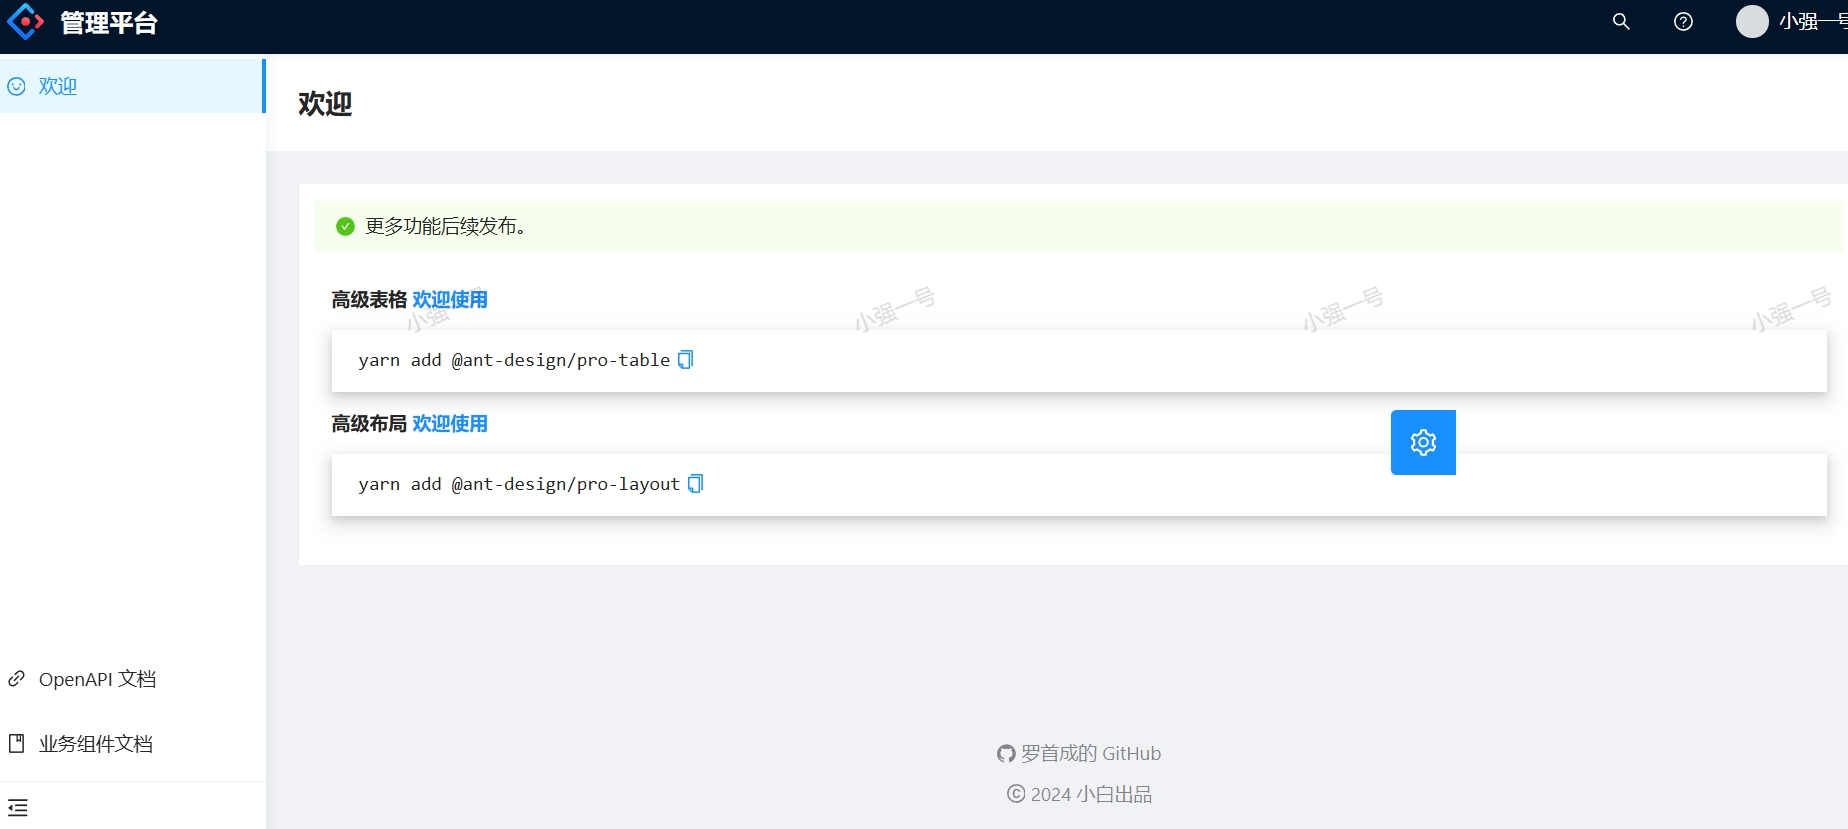 管理平台
小强一号
欢迎
欢迎
更多功能后续发布。
高级表格 欢迎使用
小强一号 小强一号 小强一号
yarn add @ant-design/pro-table
高级布局 欢迎使用
yarn add @ant-design/pro-layout
OpenAPI 文档
业务组件文档
罗首成的 GitHub
© 2024 小白出品